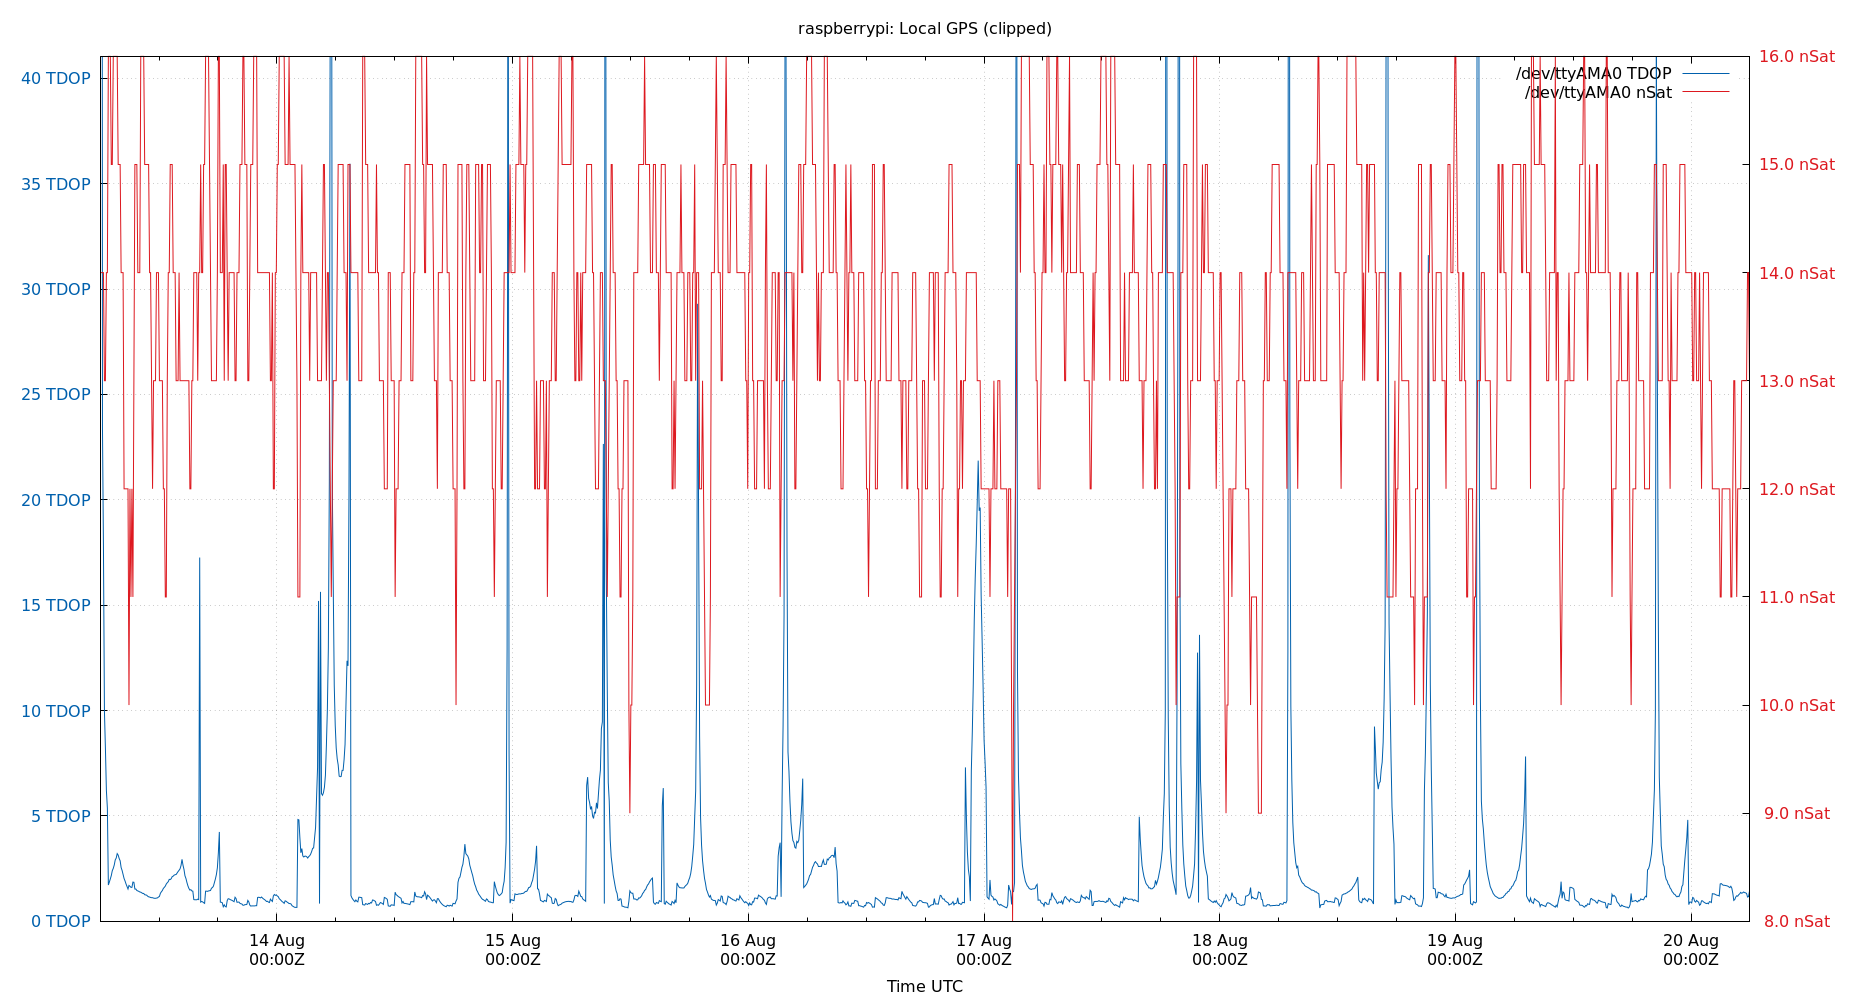 raspberrypi: Local GPS (clipped)
40 TDOP
35 TDOP
30 TDOP
25 TDOP
20 TDOP
15 TDOP
10 TDOP
5 TDOP
0 TDOP
16.0 nSat
15.0 nSat
14.0 nSat
13.0 nSat
12.0 nSat
11.0 nSat
10.0 nSat
9.0 nSat
8.0 nSat
/dev/ttyAMA0 TDOP
/dev/ttyAMA0 nSat
14 Aug
00:00Z
15 Aug
00:00Z
16 Aug
00:00Z
17 Aug
00:00Z
18 Aug
00:00Z
19 Aug
00:00Z
20 Aug
00:00Z
Time UTC